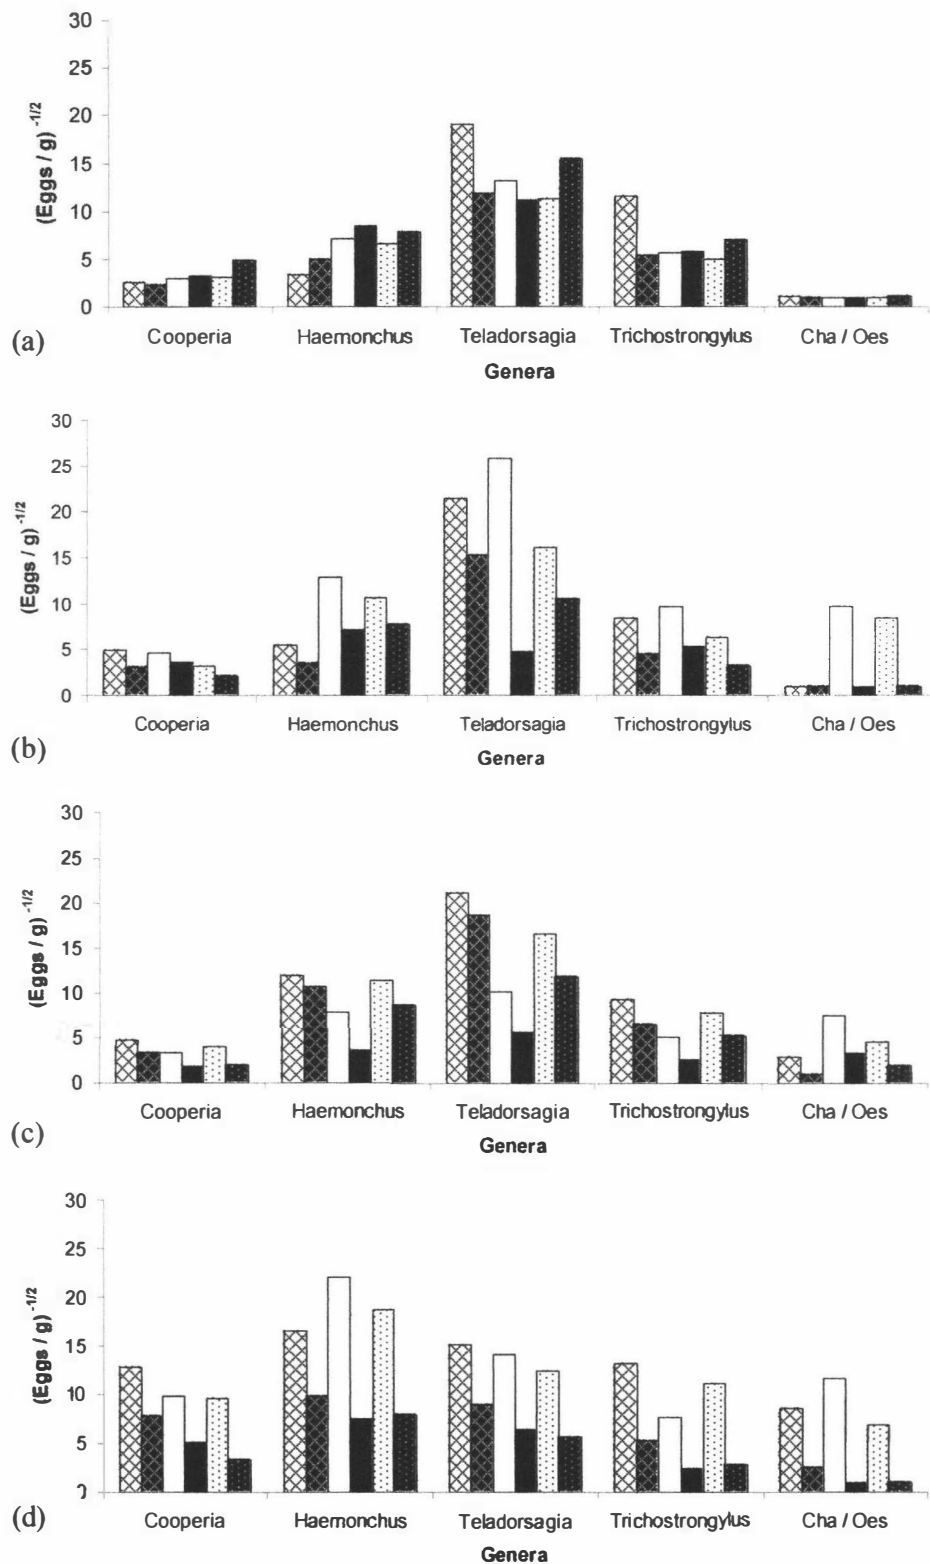 30
25
20
15
10
5
0
(Eggs / g) -1/2
Cooperia Haemonchus Teladorsagia Trichostrongylus Cha / Oes
(a)
Genera
30
25
20
15
10
5
0
(Eggs / g) -1/2
Cooperia Haemonchus Teladorsagia Trichostrongylus Cha / Oes
(b)
Genera
30
25
20
15
10
5
0
(Eggs / g) -1/2
Cooperia Haemonchus Teladorsagia Trichostrongylus Cha / Oes
(c)
Genera
30
25
20
15
10
5
0
(Eggs / g) -1/2
Cooperia Haemonchus Teladorsagia Trichostrongylus Cha / Oes
(d)
Genera